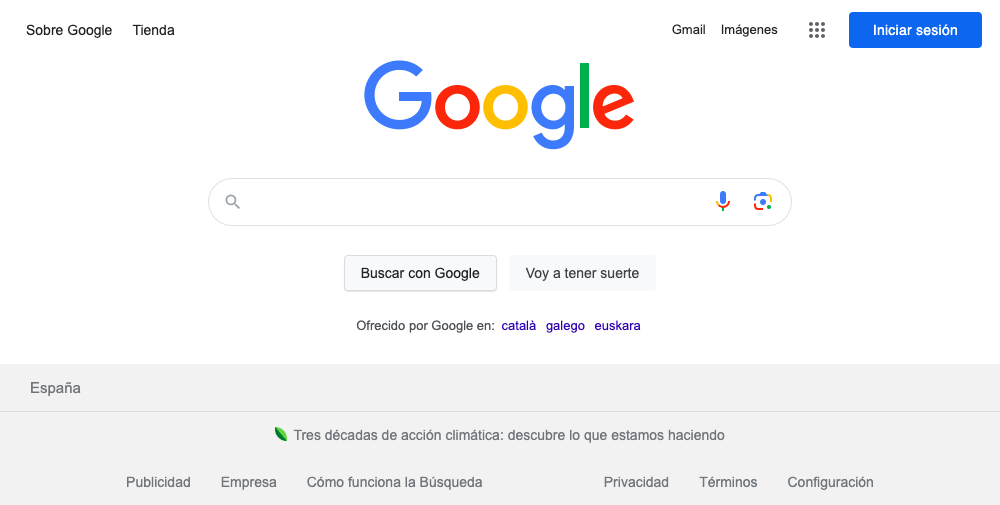 Sobre Google Tienda Gmail Imágenes Iniciar sesión
Google
Buscar con Google Voy a tener suerte
Ofrecido por Google en: català galego euskara
España
Tres décadas de acción climática: descubre lo que estamos haciendo
Publicidad Empresa Cómo funciona la Búsqueda Privacidad Términos Configuración